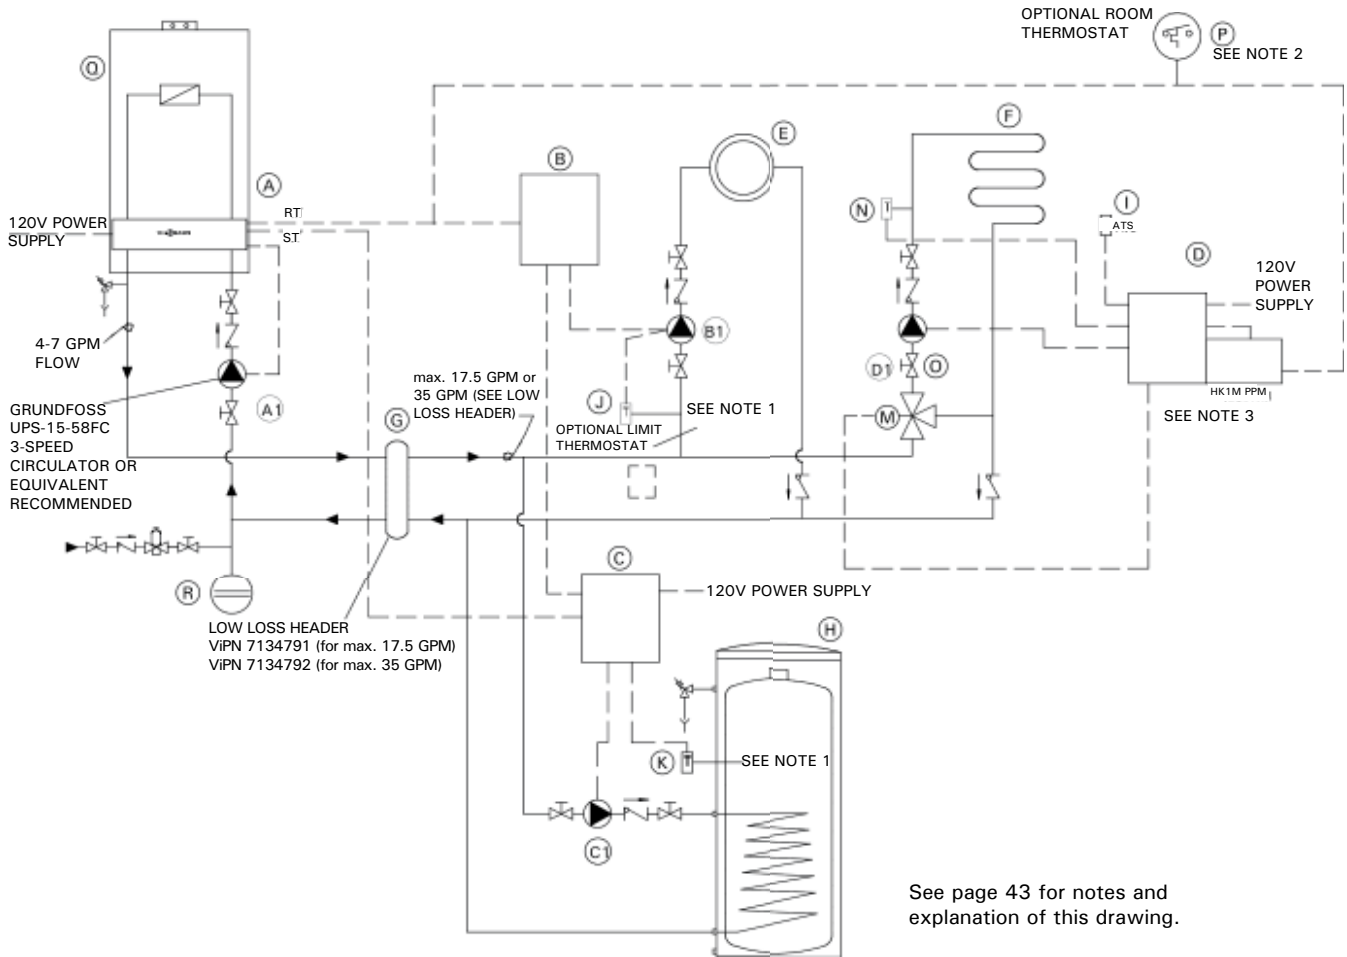 OPTIONAL ROOM
THERMOSTAT
P
SEE NOTE 2
Q
E
F
B
A
RT
ST
120V POWER
SUPPLY
N
I
ATS
D
120V
POWER
SUPPLY
B1
4-7 GPM
FLOW
D1
O
max. 17.5 GPM or
35 GPM (SEE LOW
LOSS HEADER)
HK1M PPM
A1
GRUNDFOSS
UPS-15-58FC
3-SPEED
CIRCULATOR OR
EQUIVALENT
RECOMMENDED
G
J
SEE NOTE 1
OPTIONAL LIMIT
THERMOSTAT
M
SEE NOTE 3
C
R
120V POWER SUPPLY
LOW LOSS HEADER
ViPN 7134791 (for max. 17.5 GPM)
ViPN 7134792 (for max. 35 GPM)
H
K
SEE NOTE 1
C1
See page 43 for notes and
explanation of this drawing.